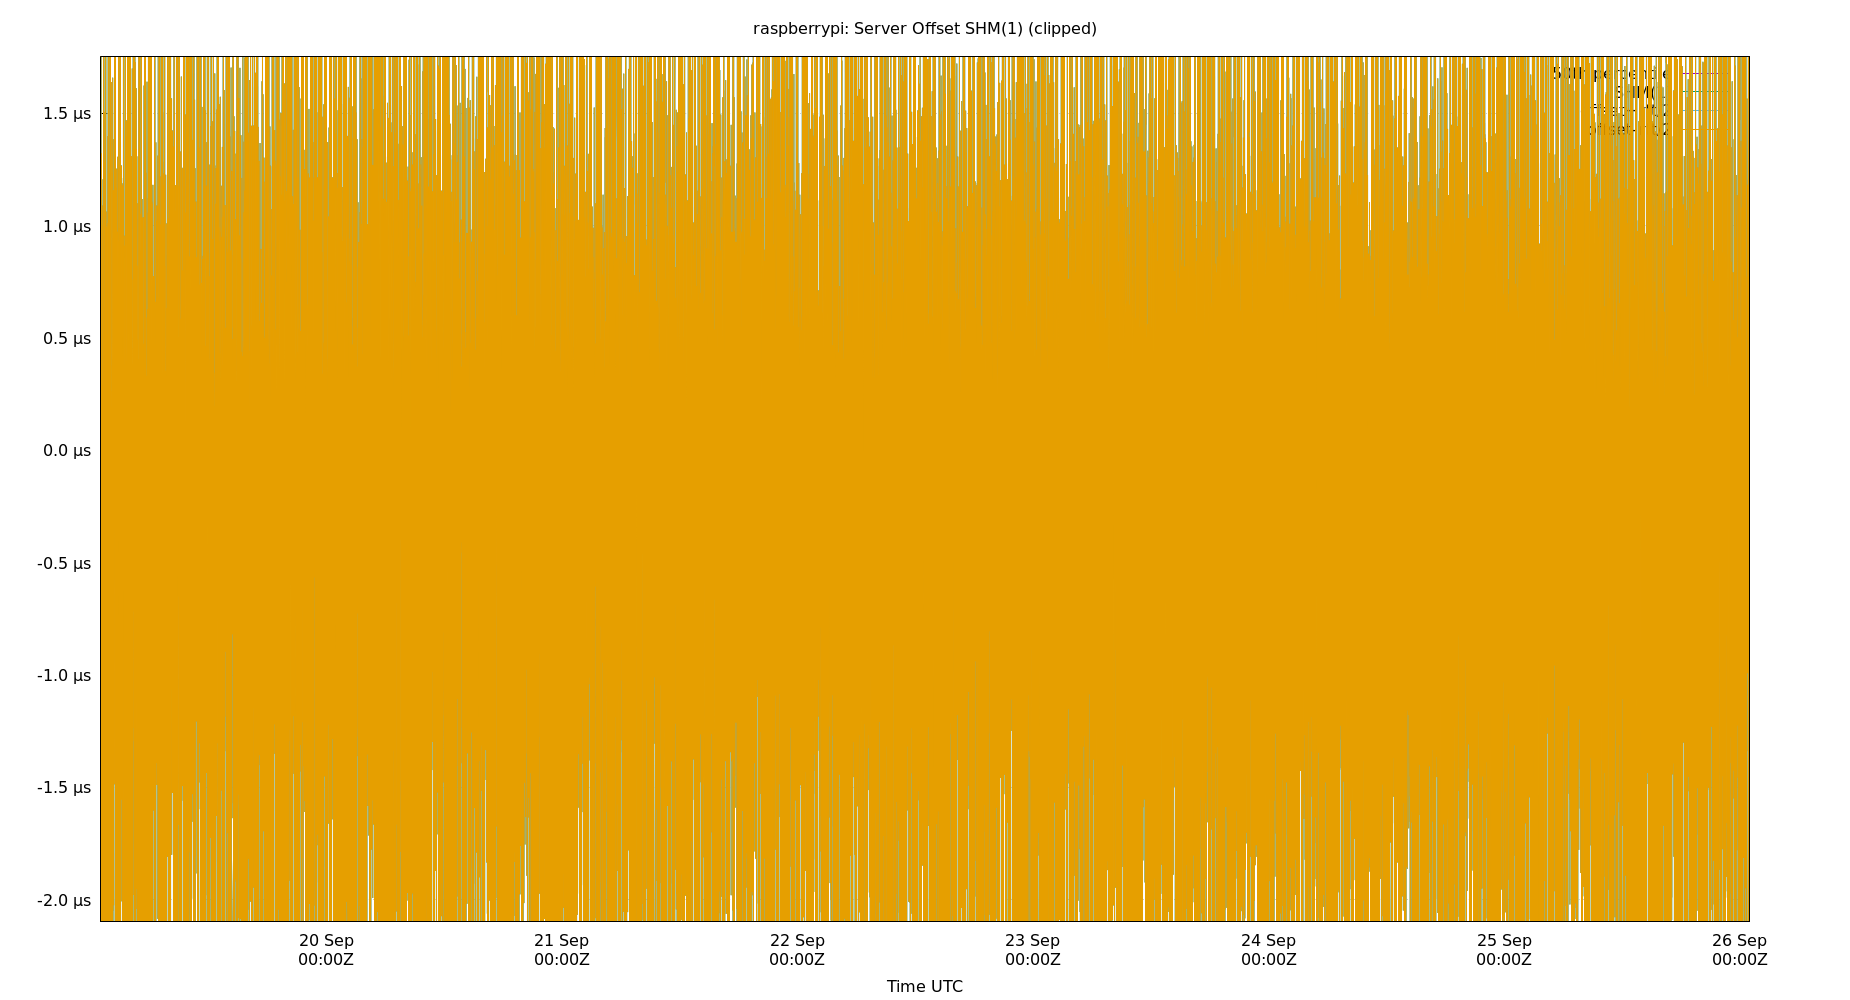 raspberrypi: Server Offset SHM(1) (clipped)
1.5 µs
1.0 µs
0.5 µs
0.0 µs
-0.5 µs
-1.0 µs
-1.5 µs
-2.0 µs
20 Sep 21 Sep 22 Sep 23 Sep 24 Sep 25 Sep 26 Sep
00:00Z 00:00Z 00:00Z 00:00Z 00:00Z 00:00Z 00:00Z
Time UTC